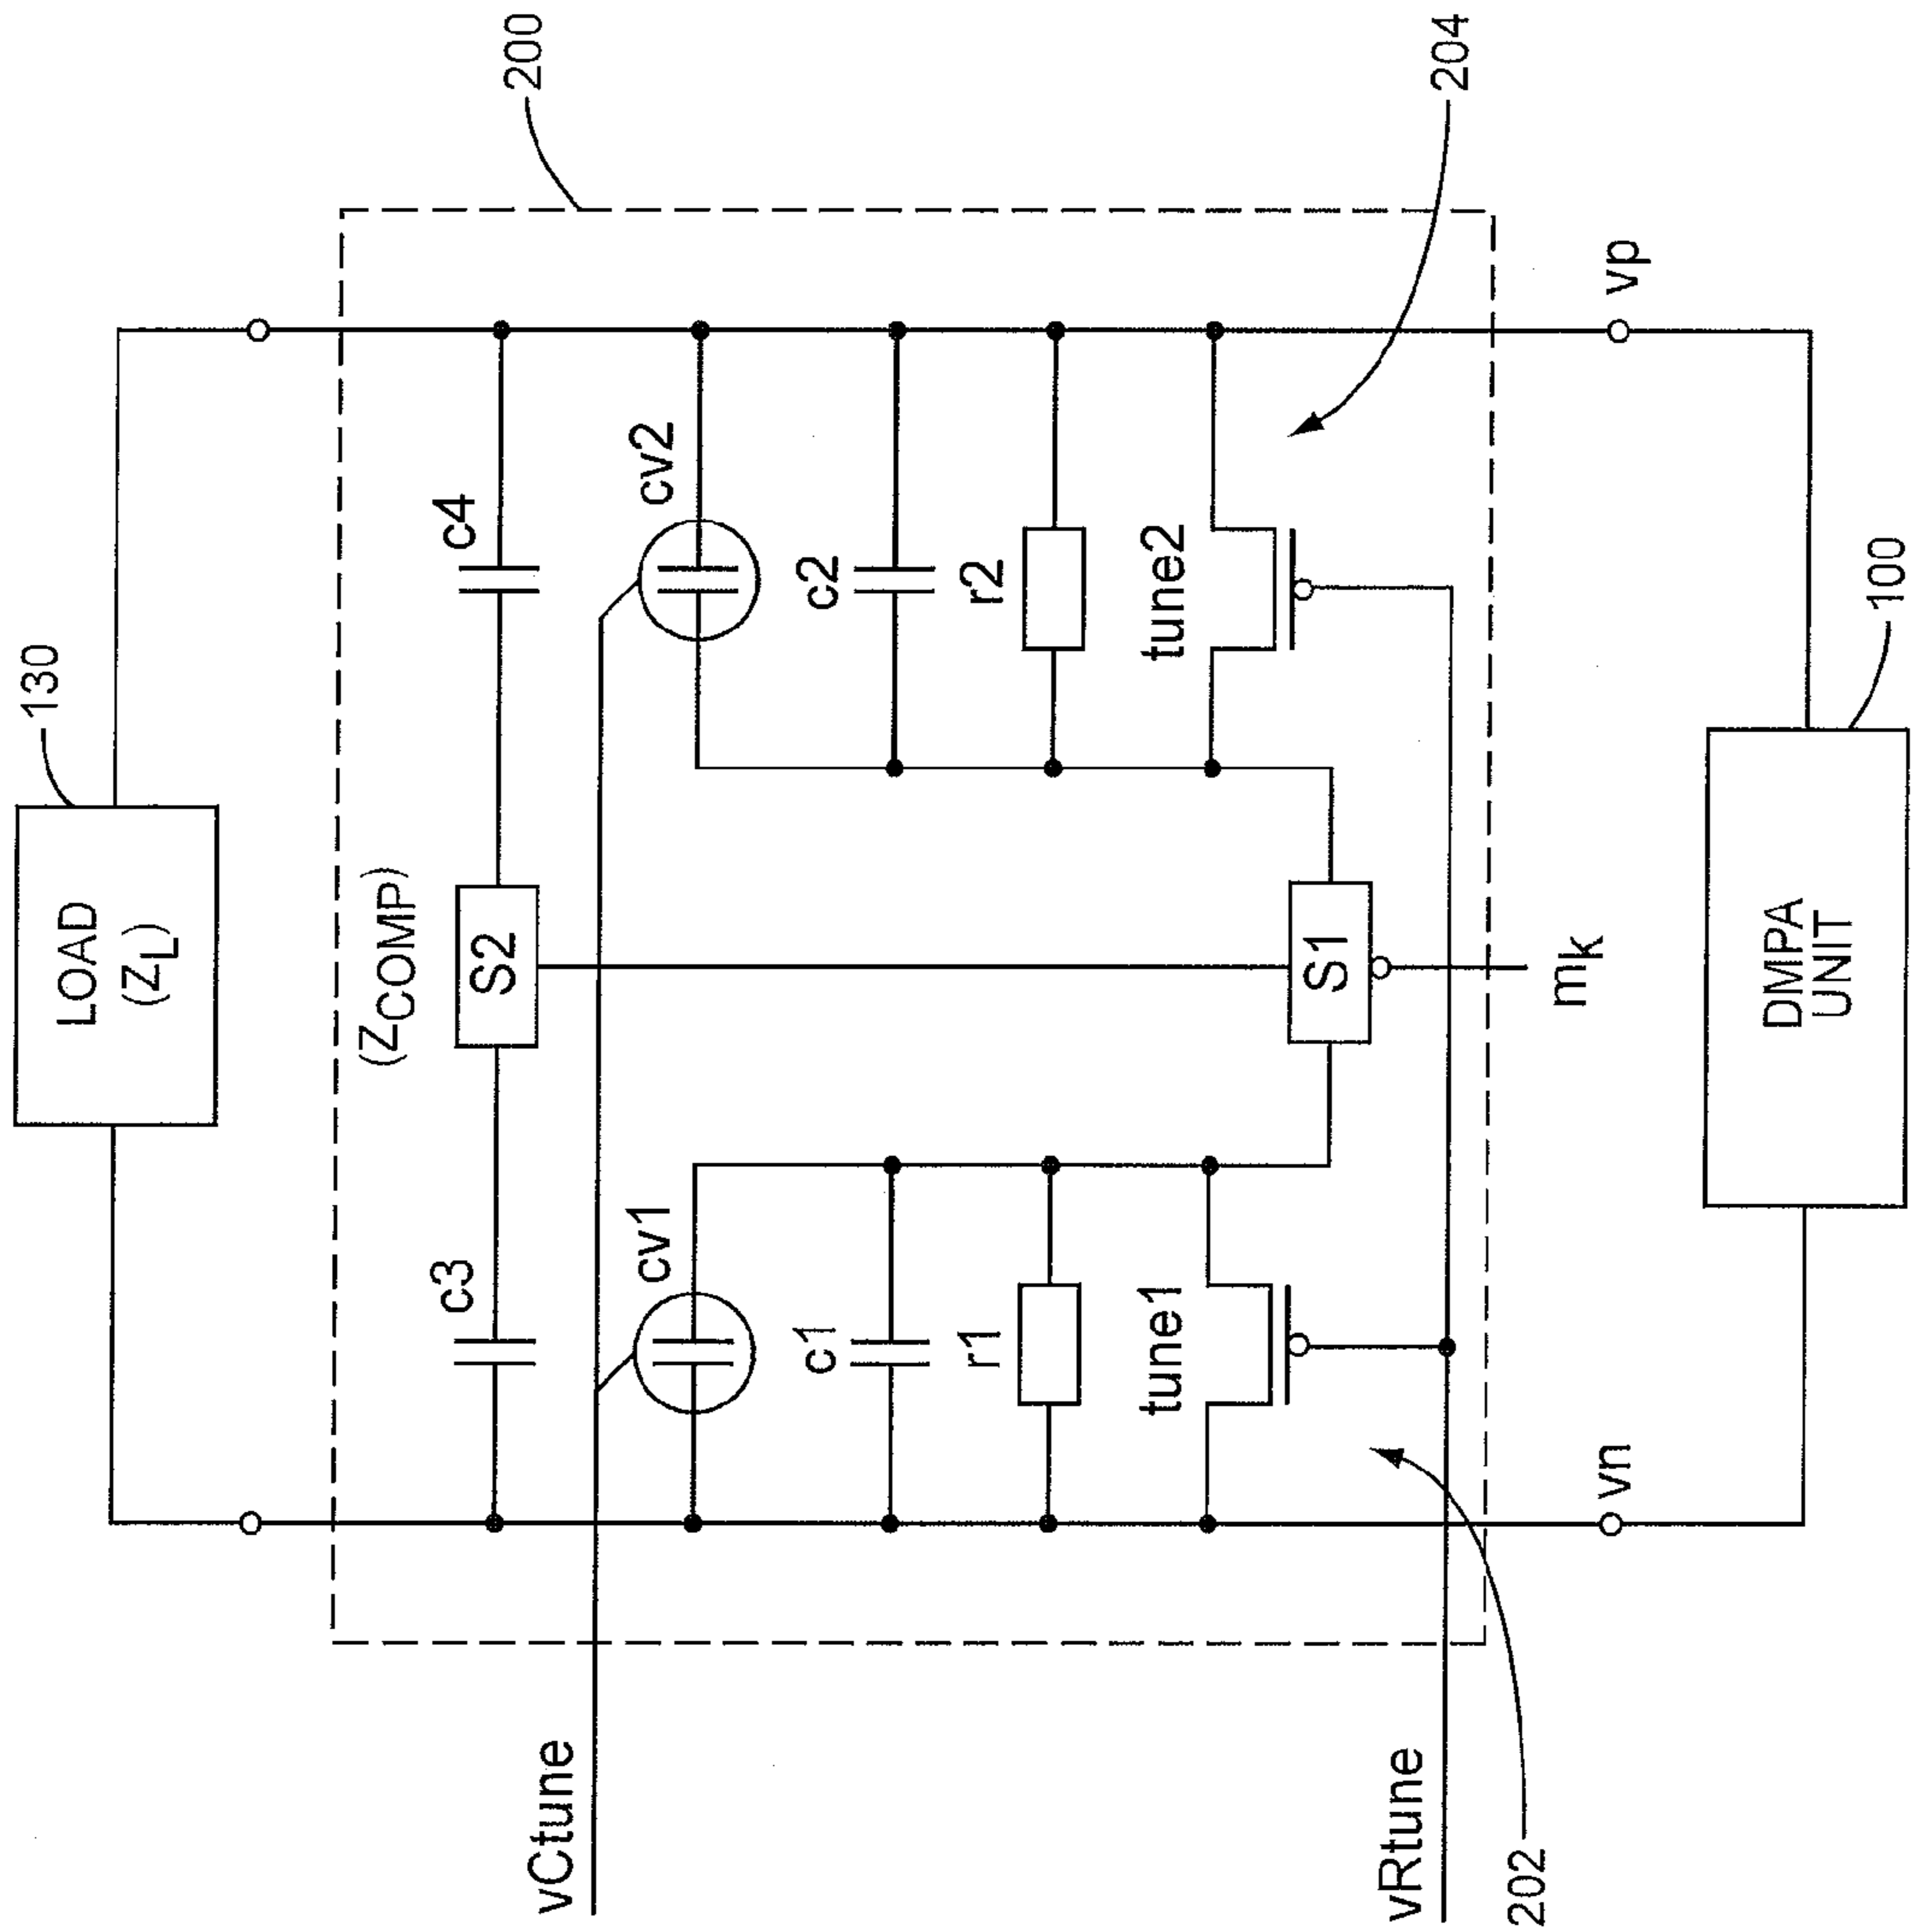 130
LOAD
(ZL)
200
(ZCOMP)
c3
S2
c4
vCtune
cv1
cv2
c1
c2
r1
r2
tune1
tune2
S1
vRtune
202
204
mk
vn
vp
DMPA
UNIT
100